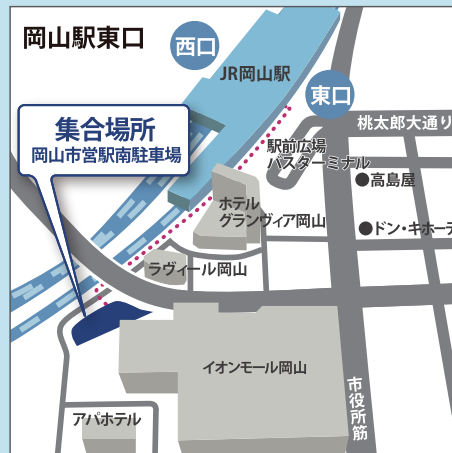 岡山駅東口
西口
JR岡山駅
東口
集合場所
岡山市営駅南駐車場
桃太郎大通り
駅前広場
バスターミナル
●高島屋
ホテル
グランヴィア岡山
●ドン・キホーテ
ラヴィール岡山
イオンモール岡山
市役所筋
アパホテル